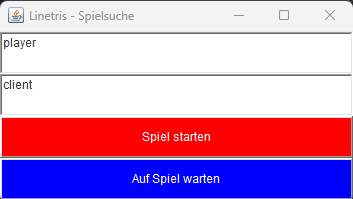 Linetris - Spielsuche
player
client
Spiel starten
Auf Spiel warten